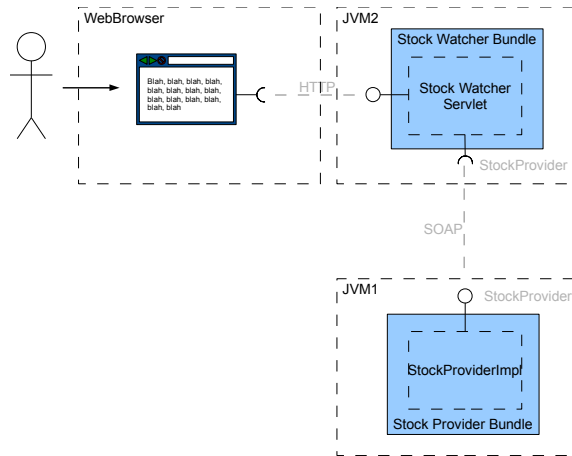 WebBrowser
Blah, blah, blah, blah,
blah, blah, blah, blah,
blah, blah, blah, blah,
blah, blah
HTTP
JVM2
Stock Watcher Bundle
Stock Watcher
Servlet
StockProvider
SOAP
JVM1
StockProvider
StockProviderImpl
Stock Provider Bundle